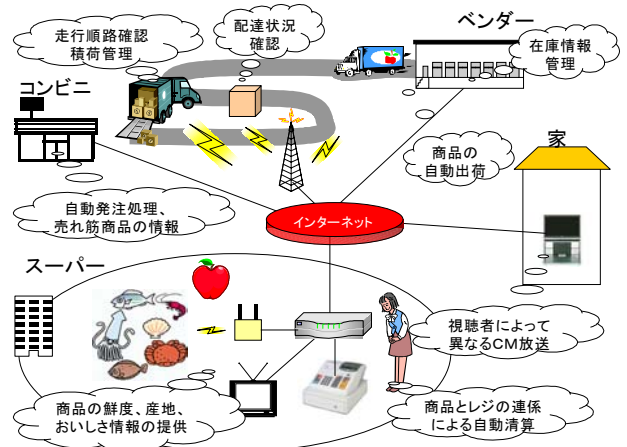 走行順路確認
積荷管理
配達状況
確認
ベンダー
在庫情報
管理
コンビニ
家
商品の
自動出荷
自動発注処理、
売れ筋商品の情報
インターネット
スーパー
視聴者によって
異なるCM放送
商品の鮮度、産地、
おいしさ情報の提供
商品とレジの連係
による自動清算